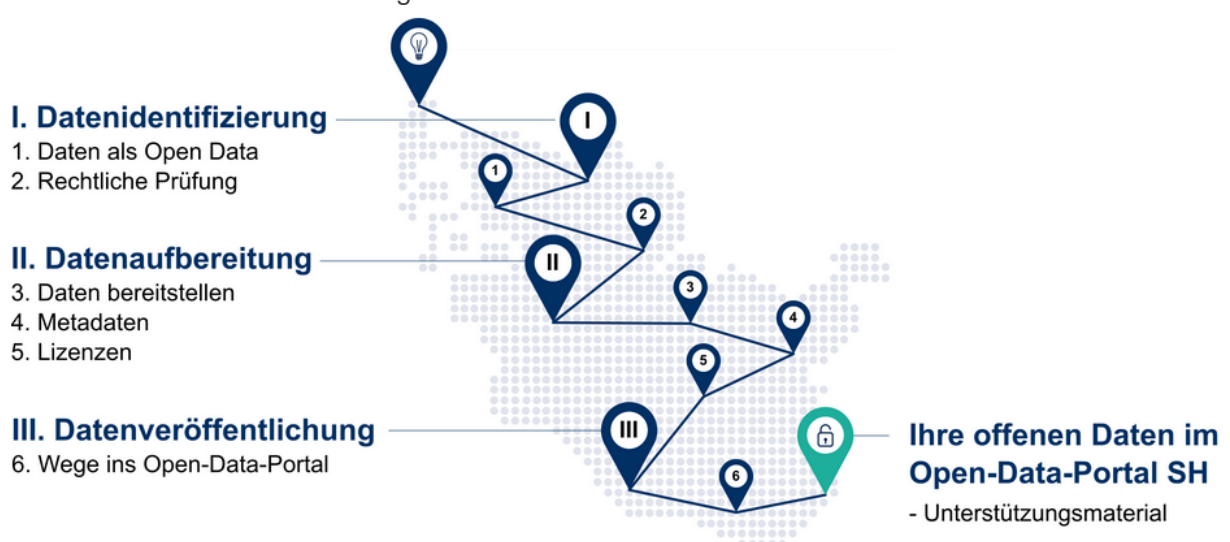 I. Datenidentifizierung
1. Daten als Open Data
2. Rechtliche Prüfung
II. Datenaufbereitung
3. Daten bereitstellen
4. Metadaten
5. Lizenzen
III. Datenveröffentlichung
6. Wege ins Open-Data-Portal
I
1
2
II
3
4
5
III
6
Ihre offenen Daten im
Open-Data-Portal SH
- Unterstützungsmaterial